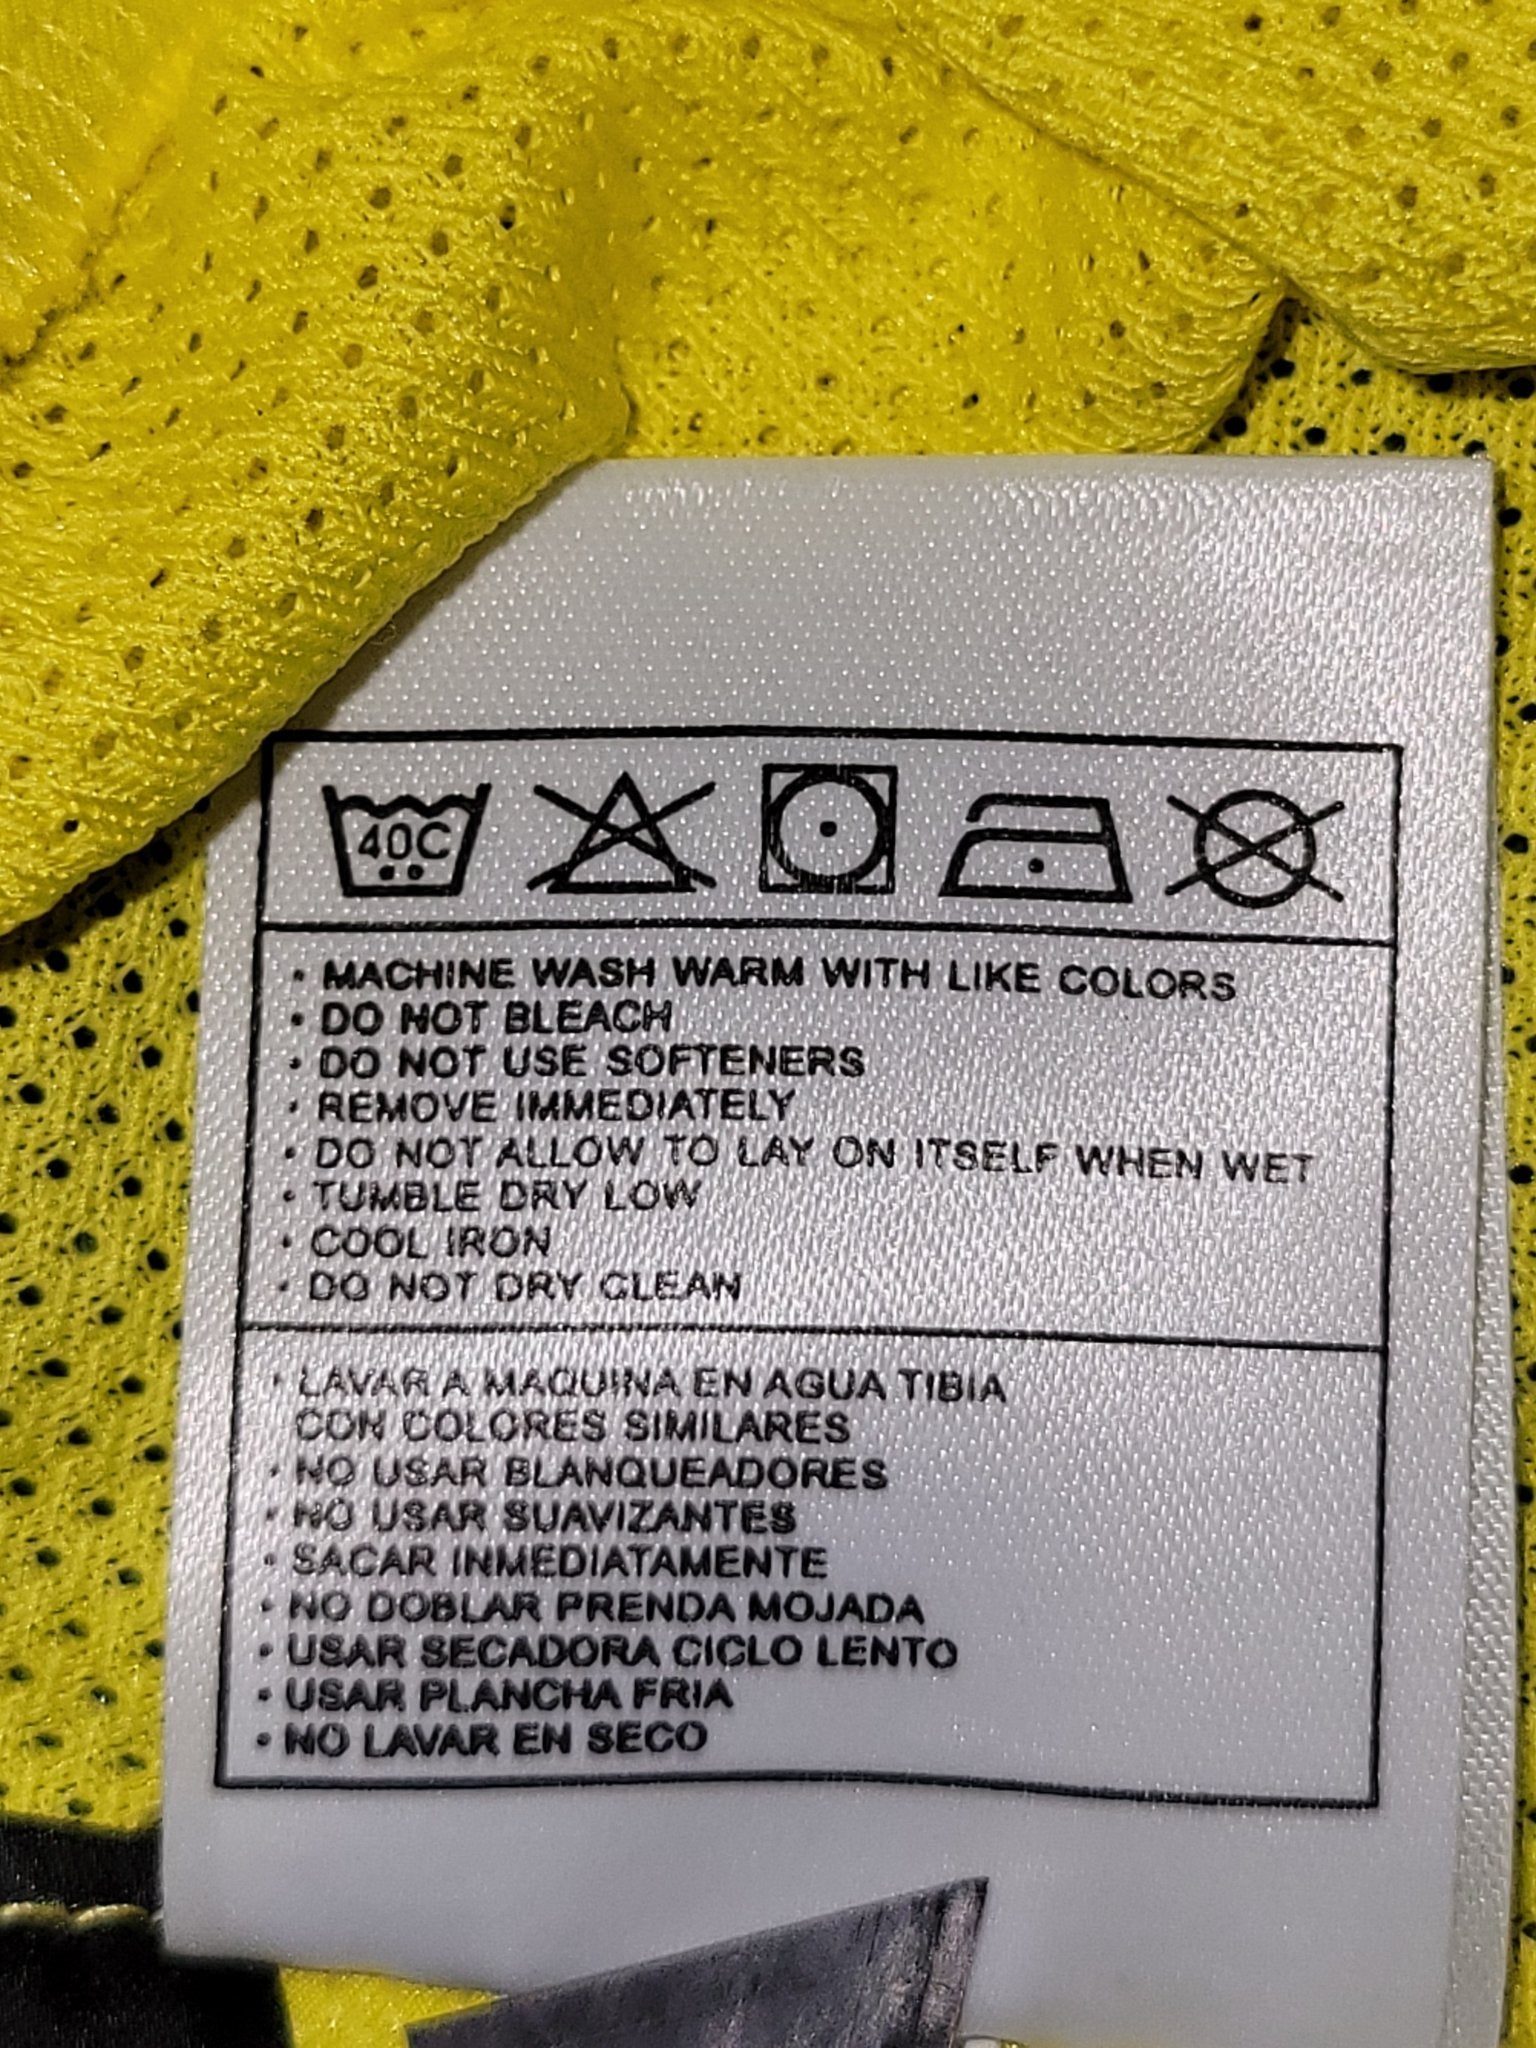 40C
• MACHINE WASH WARM WITH LIKE COLORS
• DO NOT BLEACH
• DO NOT USE SOFTENERS
• REMOVE IMMEDIATELY
• DO NOT ALLOW TO LAY ON ITSELF WHEN WET
• TUMBLE DRY LOW
• COOL IRON
• DO NOT DRY CLEAN
• LAVAR A MAQUINA EN AGUA TIBIA
CON COLORES SIMILARES
• NO USAR BLANQUEADORES
• NO USAR SUAVIZANTES
• SACAR INMEDIATAMENTE
• NO DOBLAR PRENDA MOJADA
• USAR SECADORA CICLO LENTO
• USAR PLANCHA FRIA
• NO LAVAR EN SECO